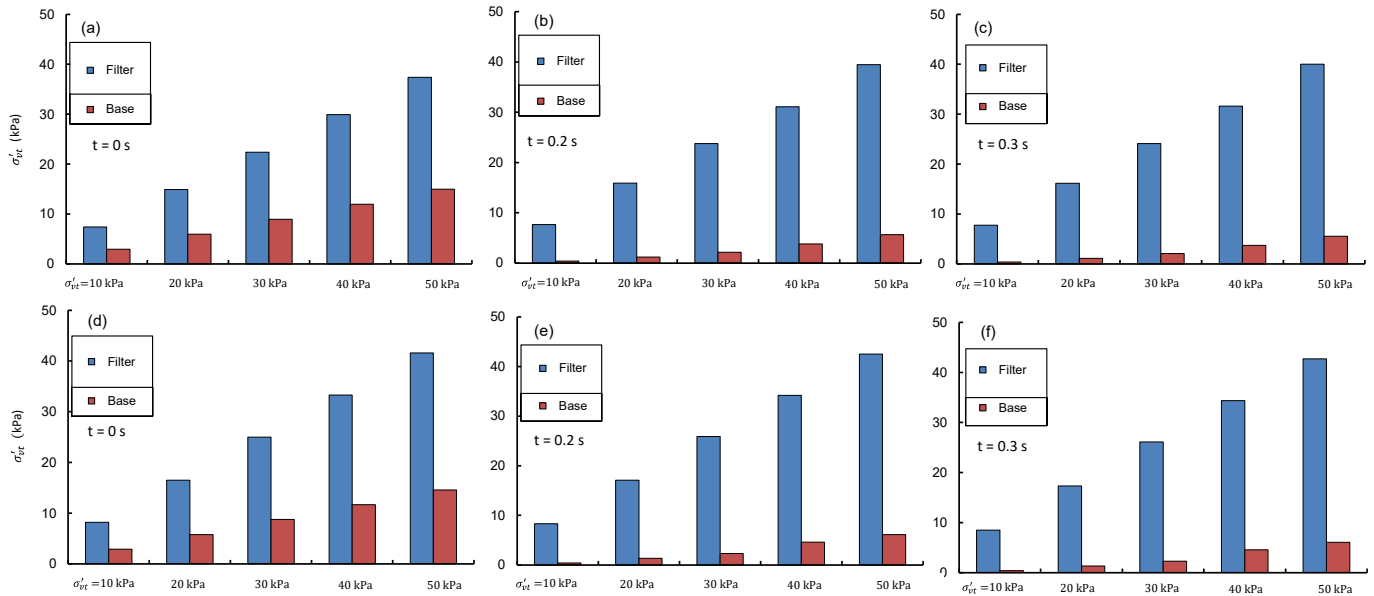 (a)
50
40
30
20
10
0
Filter
Base
t = 0 s
σ′vt (kPa)
σ′vt =10 kPa
20 kPa
30 kPa
40 kPa
50 kPa
(b)
50
40
30
20
10
0
Filter
Base
t = 0.2 s
σ′vt =10 kPa
20 kPa
30 kPa
40 kPa
50 kPa
(c)
50
40
30
20
10
0
Filter
Base
t = 0.3 s
σ′vt =10 kPa
20 kPa
30 kPa
40 kPa
50 kPa
(d)
50
40
30
20
10
0
Filter
Base
t = 0 s
σ′vt (kPa)
σ′vt =10 kPa
20 kPa
30 kPa
40 kPa
50 kPa
(e)
50
40
30
20
10
0
Filter
Base
t = 0.2 s
σ′vt =10 kPa
20 kPa
30 kPa
40 kPa
50 kPa
(f)
50
40
30
20
10
0
Filter
Base
t = 0.3 s
σ′vt =10 kPa
20 kPa
30 kPa
40 kPa
50 kPa